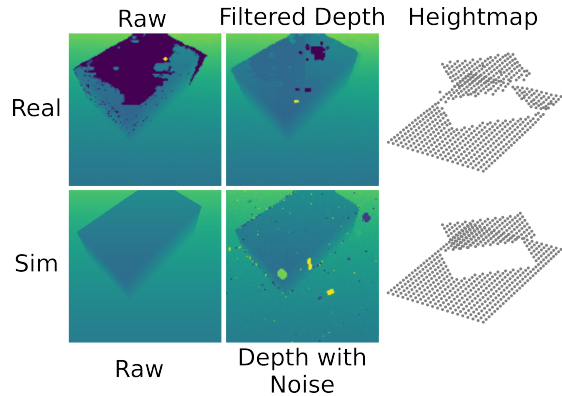 Raw
Filtered Depth
Heightmap
Real
Sim
Raw
Depth with
Noise